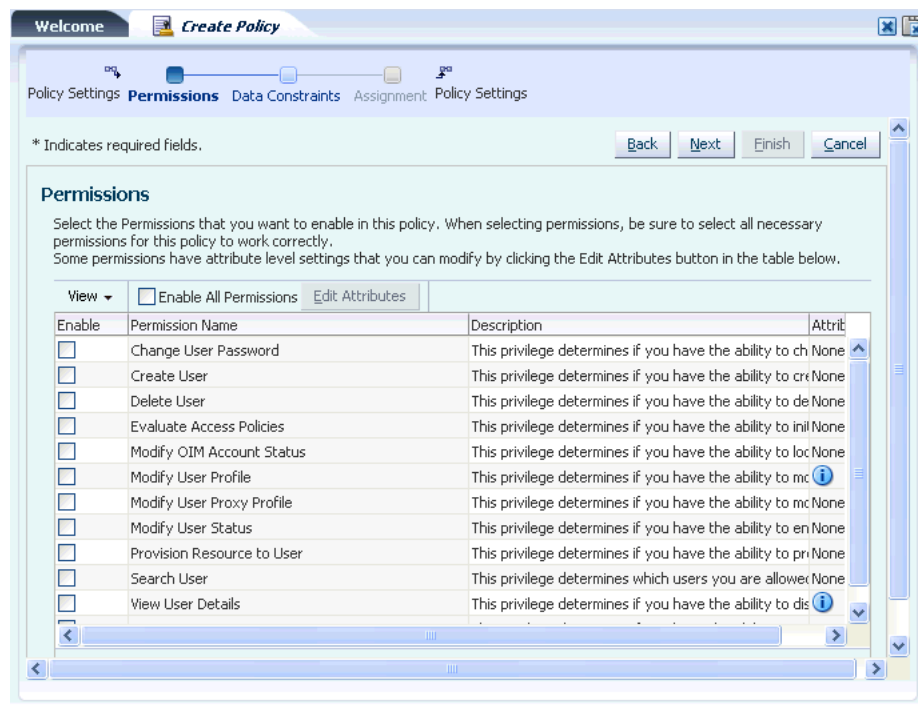 Welcome
Create Policy
Policy Settings Permissions Data Constraints Assignment Policy Settings
* Indicates required fields.
Back Next Finish Cancel
Permissions
Select the Permissions that you want to enable in this policy. When selecting permissions, be sure to select all necessary
permissions for this policy to work correctly.
Some permissions have attribute level settings that you can modify by clicking the Edit Attributes button in the table below.
View Enable All Permissions Edit Attributes
Enable Permission Name Description Attrib
Change User Password This privilege determines if you have the ability to ch None
Create User This privilege determines if you have the ability to cre None
Delete User This privilege determines if you have the ability to de None
Evaluate Access Policies This privilege determines if you have the ability to init None
Modify OIM Account Status This privilege determines if you have the ability to loc None
Modify User Profile This privilege determines if you have the ability to mo
Modify User Proxy Profile This privilege determines if you have the ability to mo None
Modify User Status This privilege determines if you have the ability to en None
Provision Resource to User This privilege determines if you have the ability to pr None
Search User This privilege determines which users you are allowed None
View User Details This privilege determines if you have the ability to dis